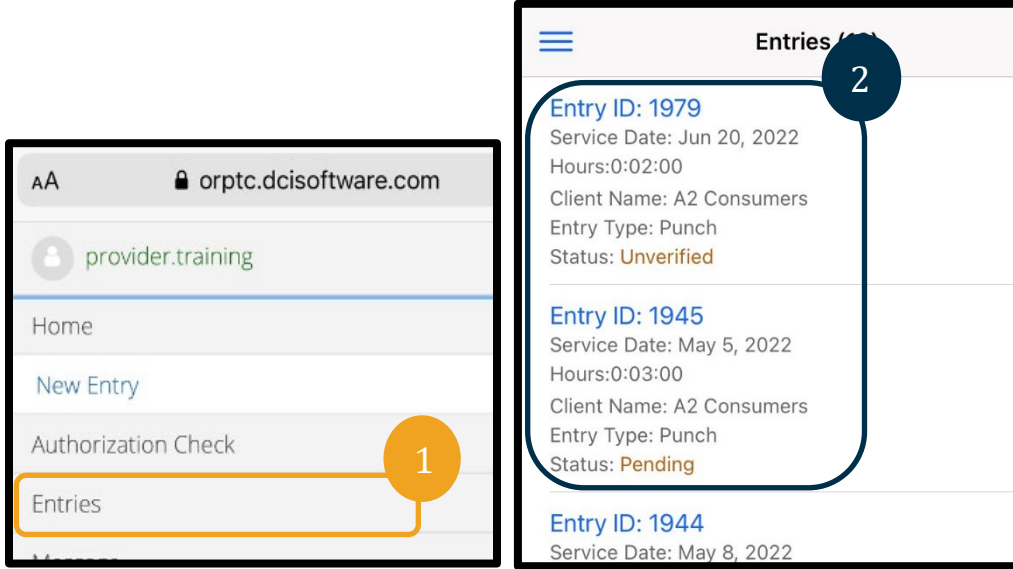 AA orptc.dcisoftware.com
provider.training
Home
New Entry
Authorization Check
1
Entries
Entries
2
Entry ID: 1979
Service Date: Jun 20, 2022
Hours:0:02:00
Client Name: A2 Consumers
Entry Type: Punch
Status: Unverified
Entry ID: 1945
Service Date: May 5, 2022
Hours:0:03:00
Client Name: A2 Consumers
Entry Type: Punch
Status: Pending
Entry ID: 1944
Service Date: May 8, 2022